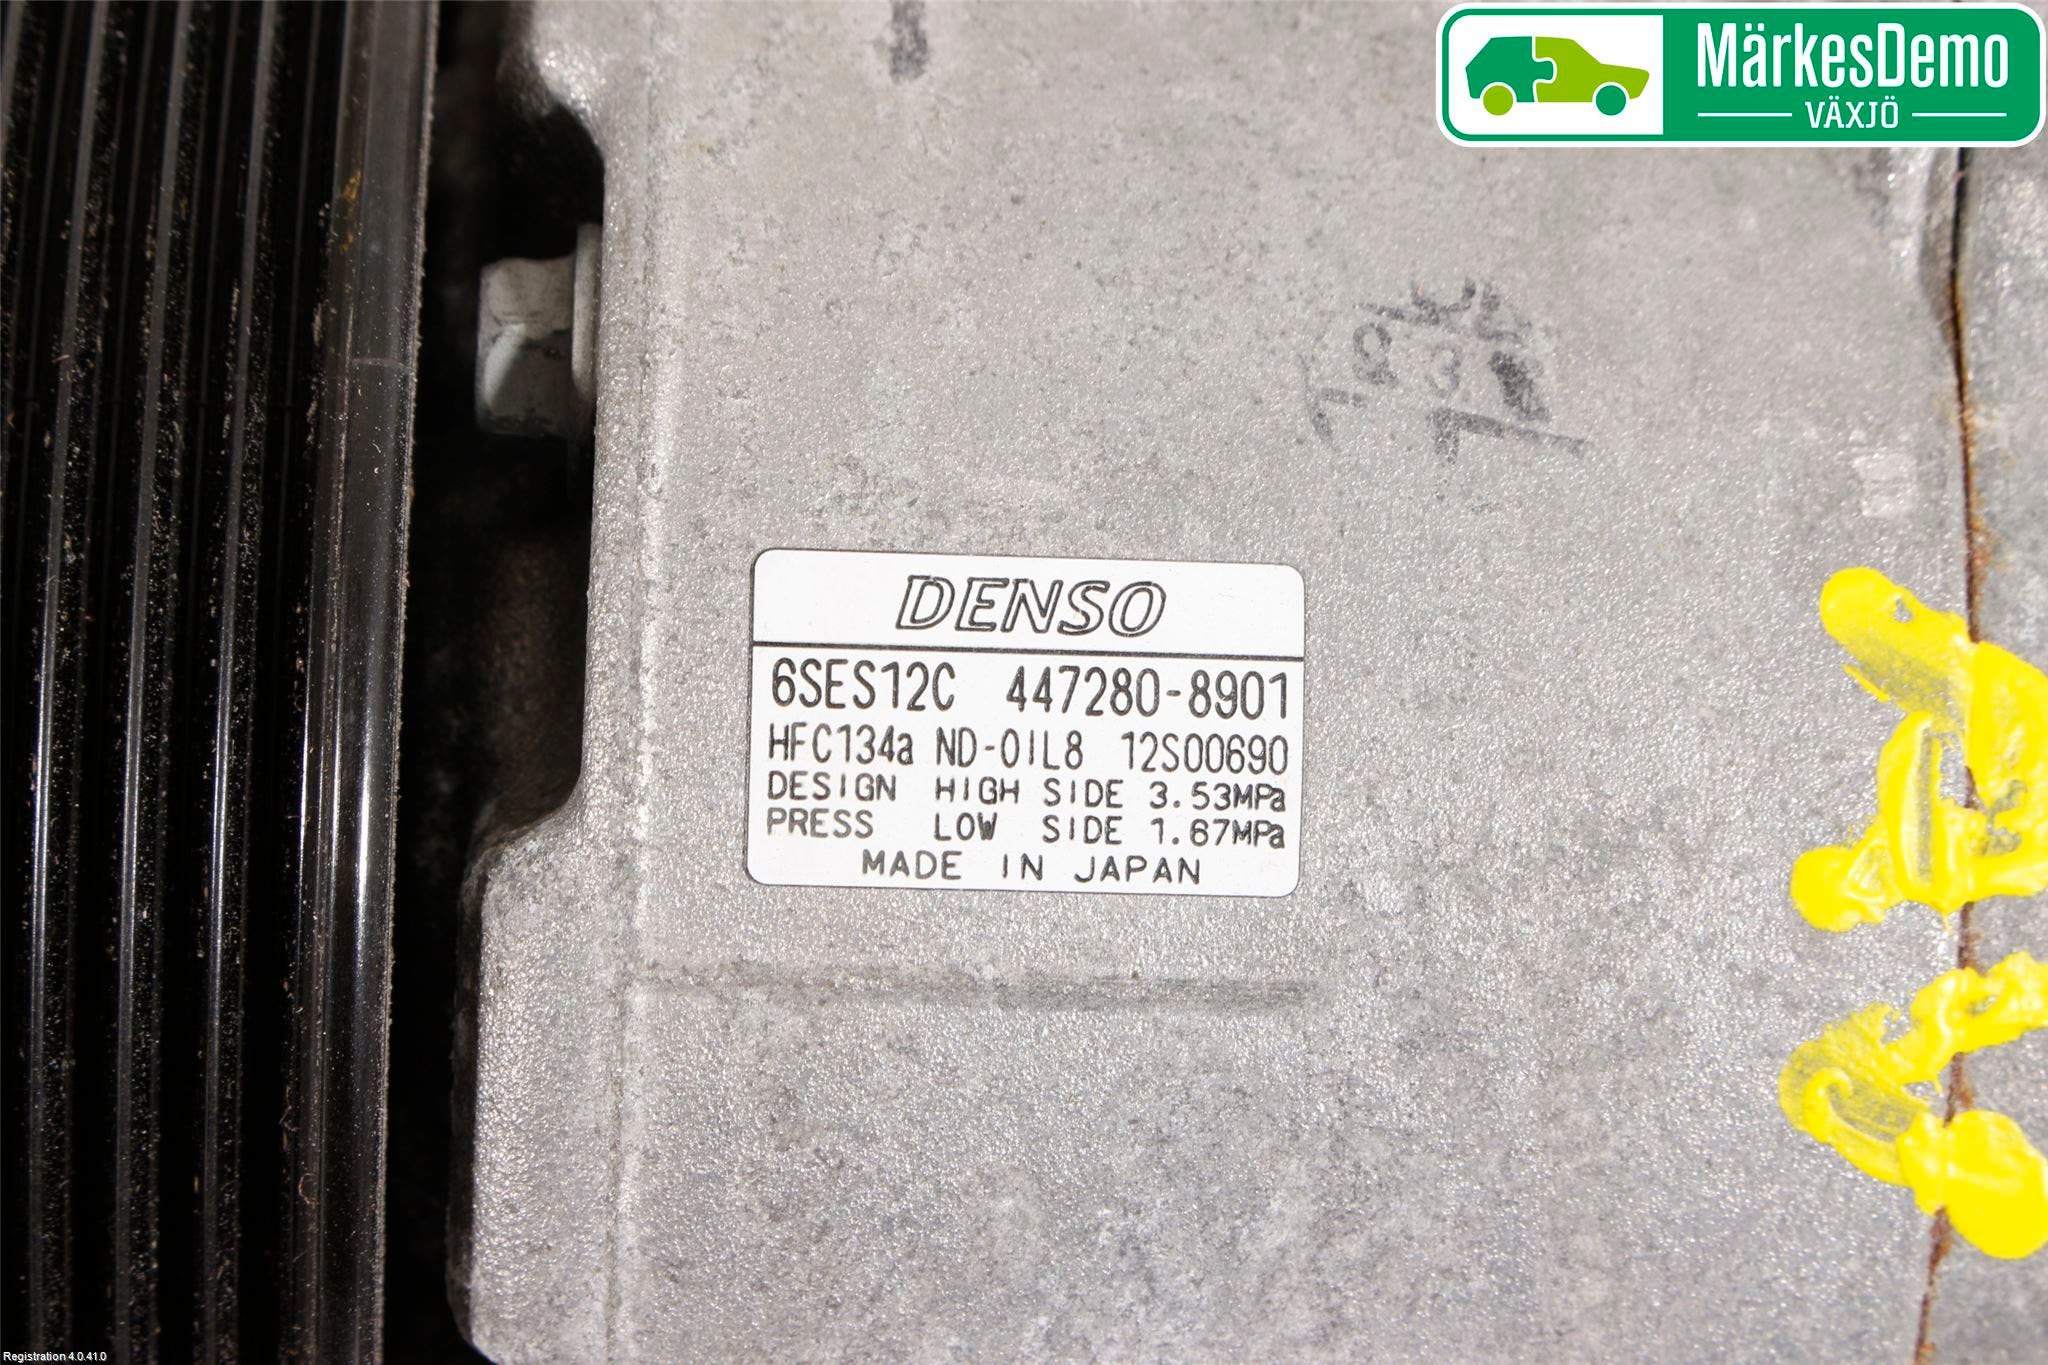 MärkesDemo
VÄXJÖ
DENSO
6SES12C 447280-8901
HFC134a ND-OIL8 12S00690
DESIGN HIGH SIDE 3.53MPa
PRESS LOW SIDE 1.67MPa
MADE IN JAPAN
Registration 4.0.41.0